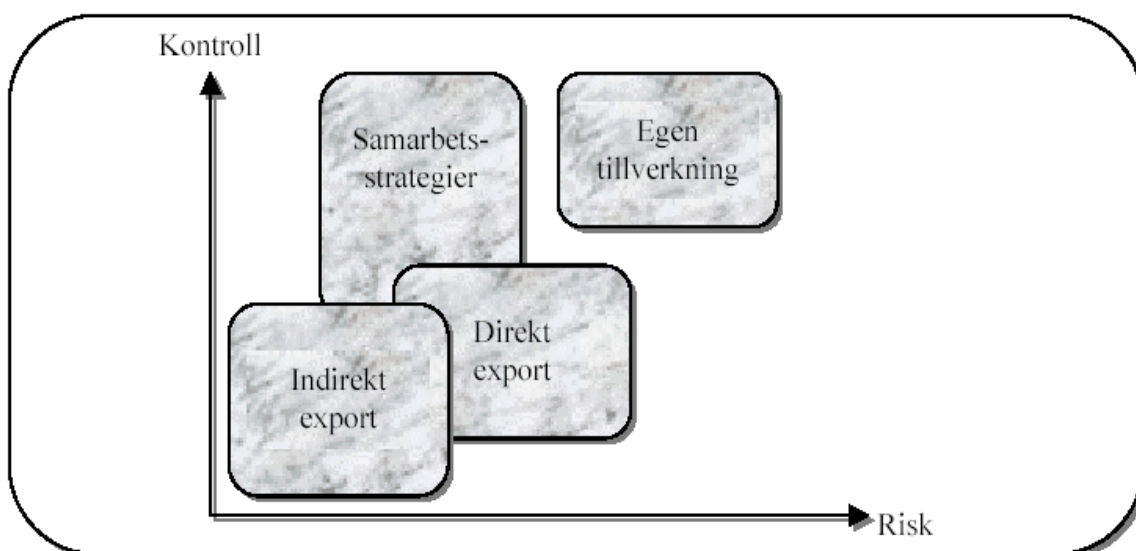 Kontroll
Samarbets-
strategier
Egen
tillverkning
Direkt
export
Indirekt
export
Risk